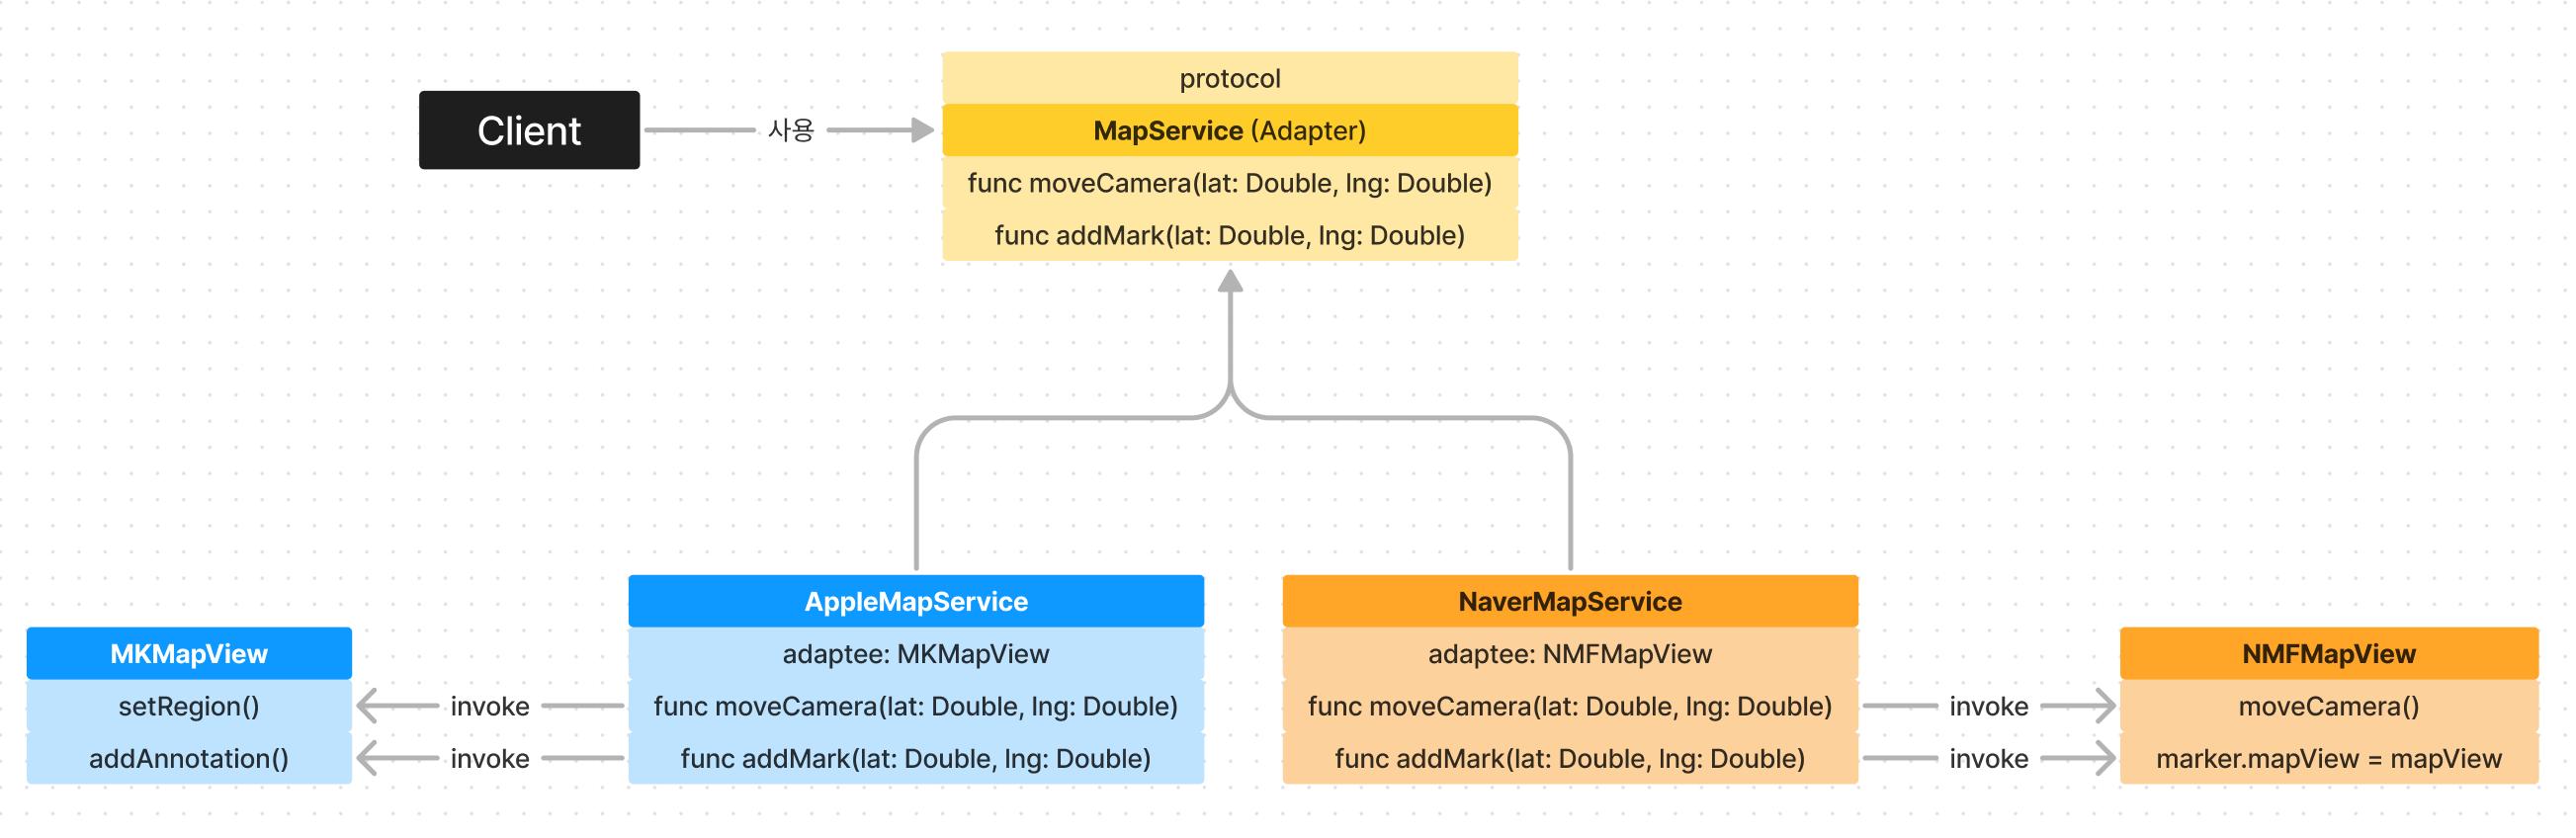 Client
사용
protocol
MapService (Adapter)
func moveCamera(lat: Double, lng: Double)
func addMark(lat: Double, lng: Double)
MKMapView
setRegion()
addAnnotation()
invoke
invoke
AppleMapService
adaptee: MKMapView
func moveCamera(lat: Double, lng: Double)
func addMark(lat: Double, lng: Double)
NaverMapService
adaptee: NMFMapView
func moveCamera(lat: Double, lng: Double)
func addMark(lat: Double, lng: Double)
invoke
invoke
NMFMapView
moveCamera()
marker.mapView = mapView